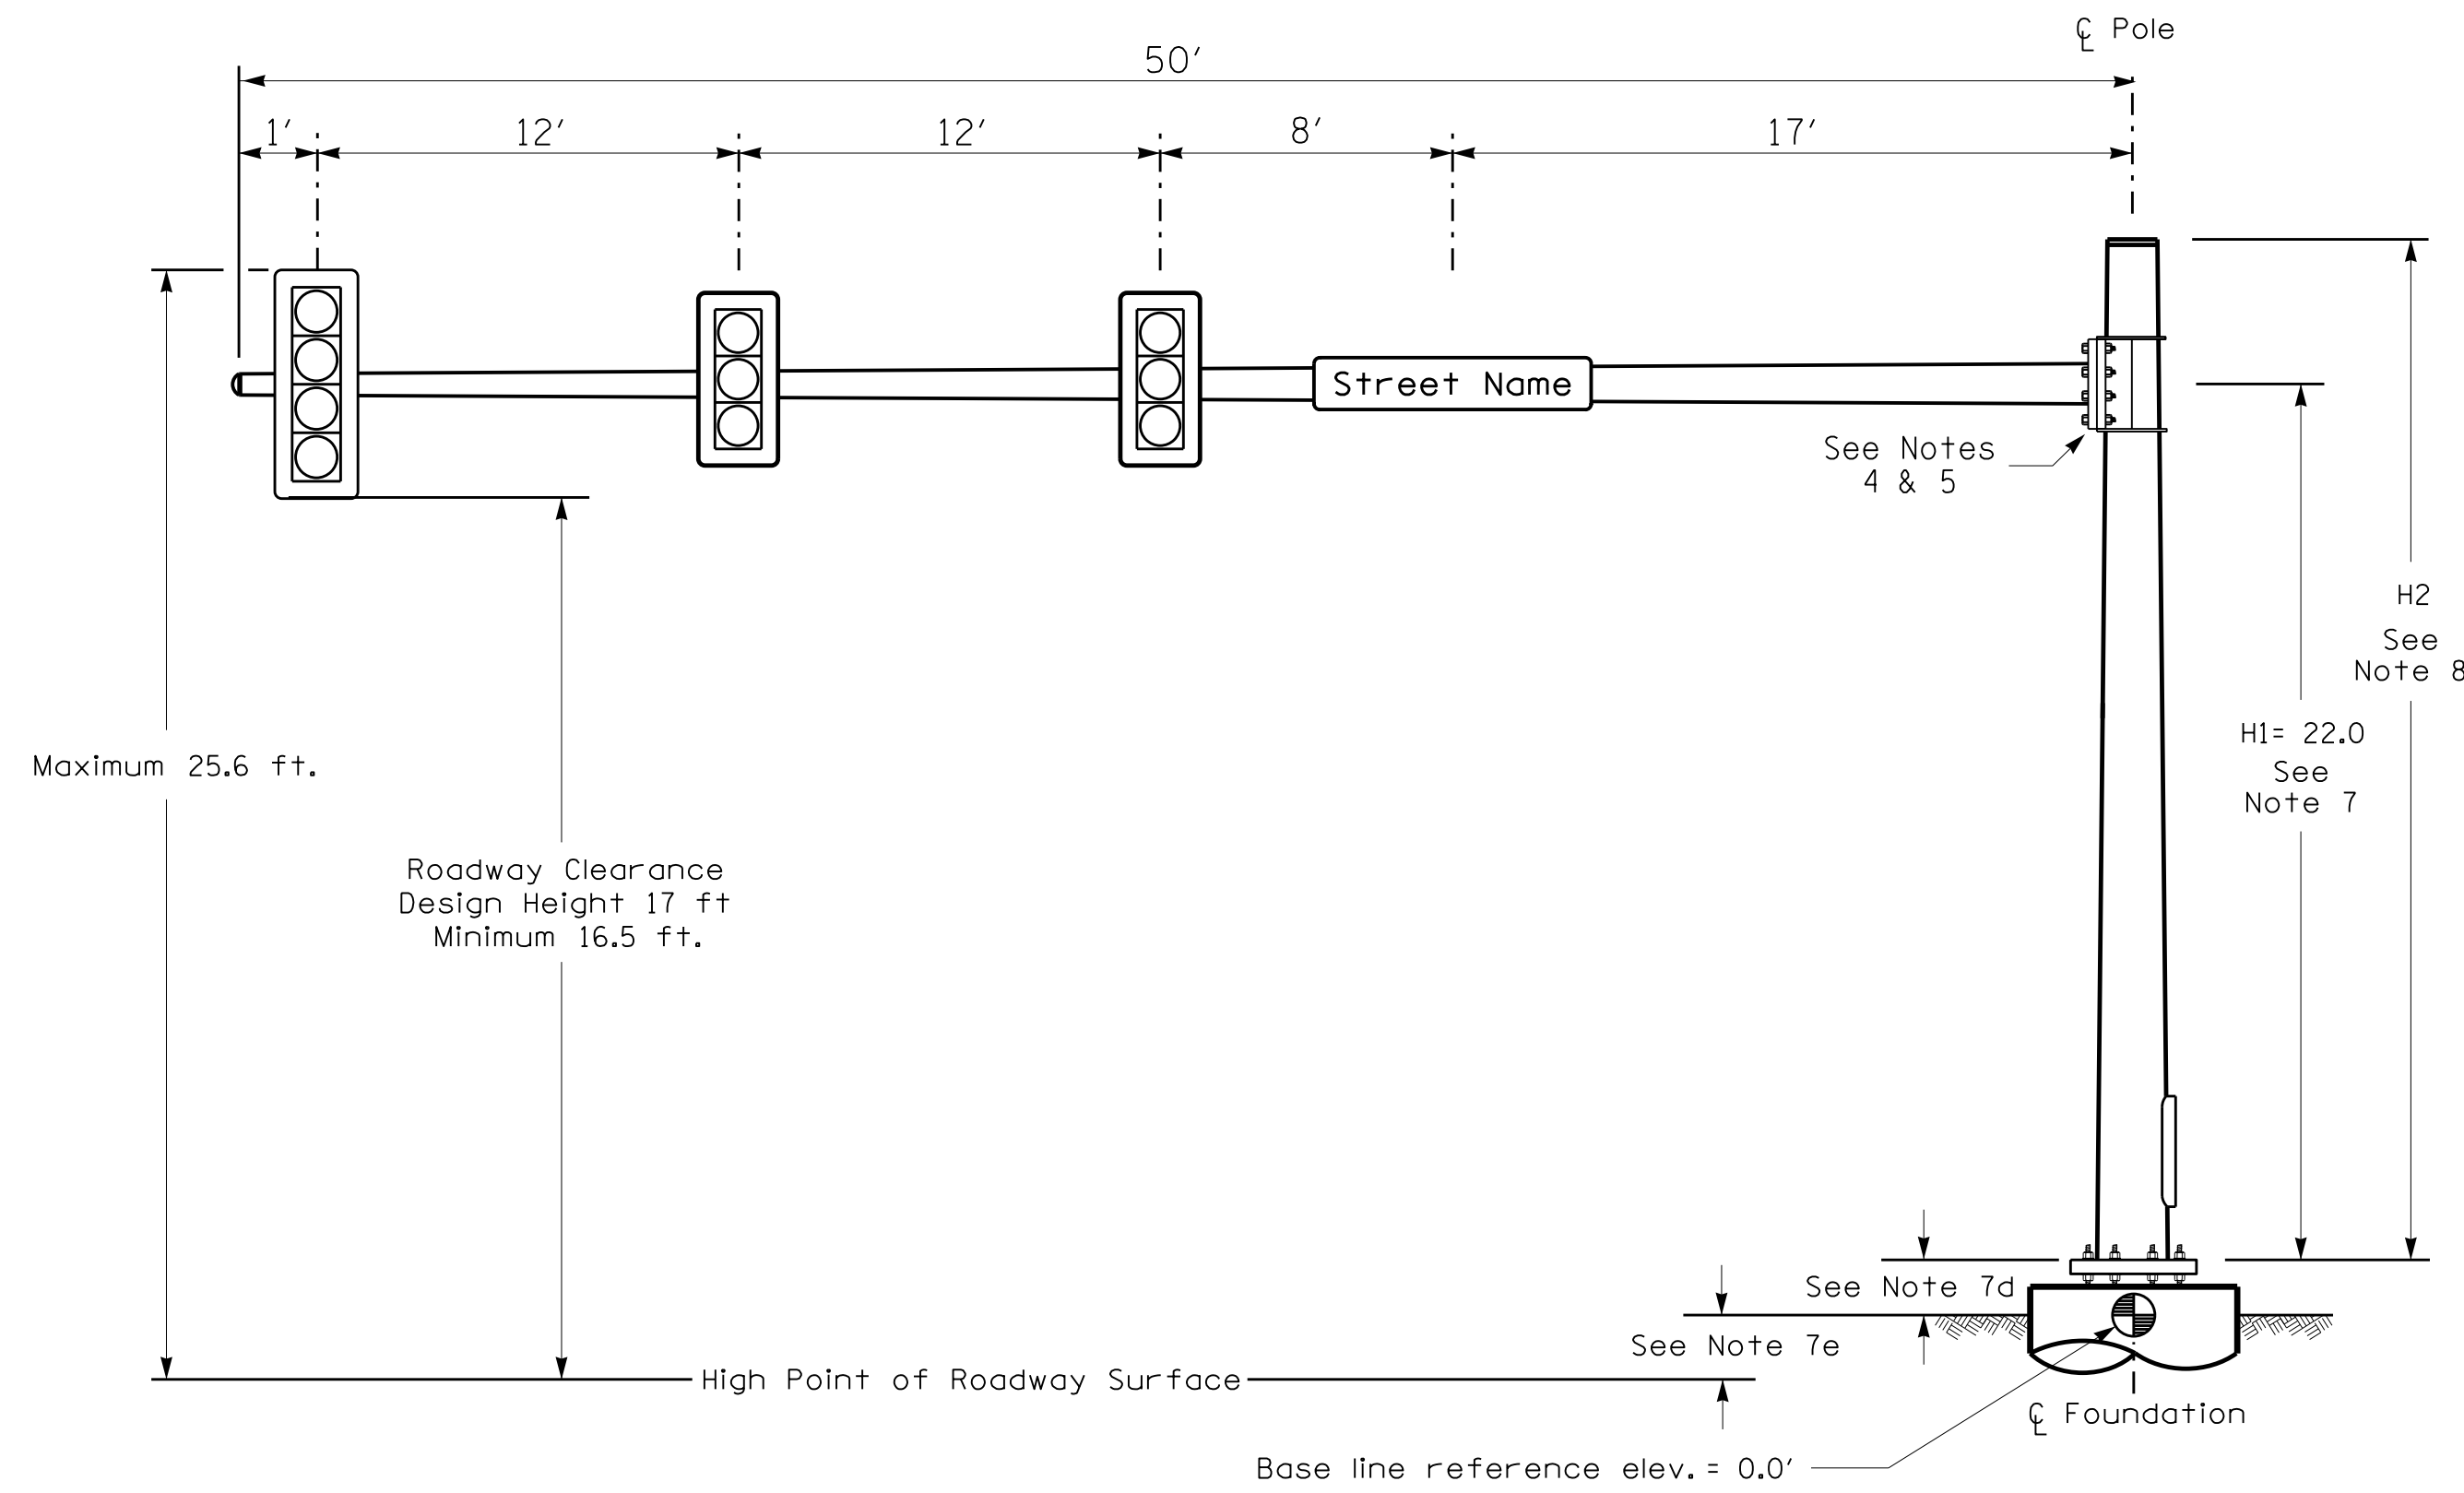 ℄ Pole
50'
1'
12'
12'
8'
17'
Street Name
See Notes
4 & 5
H2
See
Note 8
H1= 22.0
See
Note 7
Maximum 25.6 ft.
Roadway Clearance
Design Height 17 ft
Minimum 16.5 ft.
See Note 7d
See Note 7e
High Point of Roadway Surface
℄ Foundation
Base line reference elev. = 0.0'